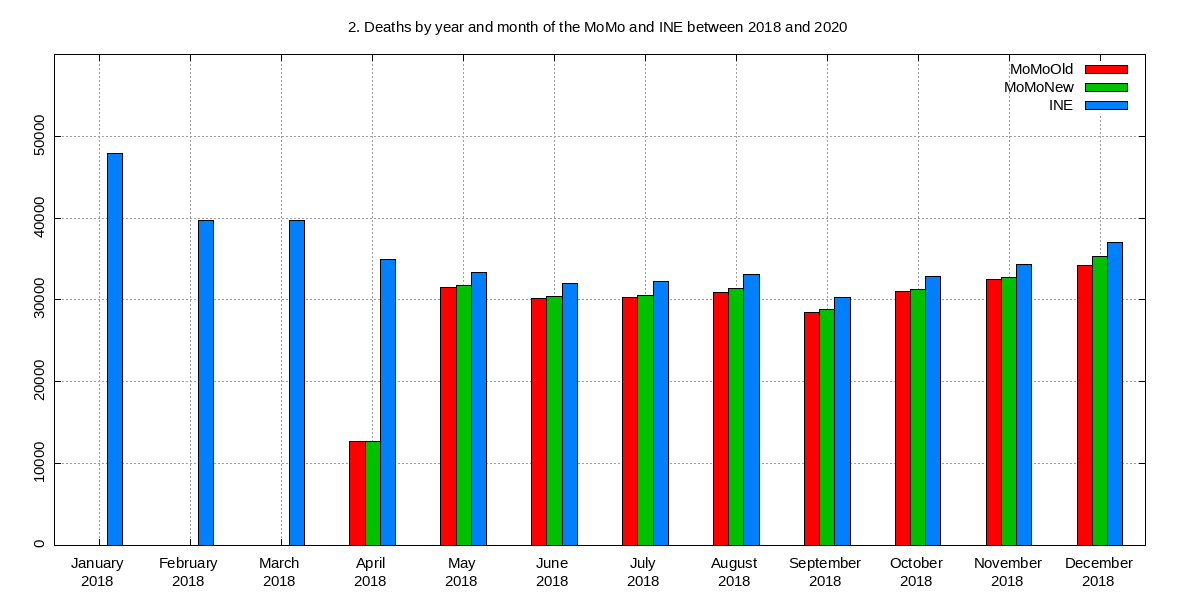 2. Deaths by year and month of the MoMo and INE between 2018 and 2020
MoMoOld
MoMoNew
INE
50000
40000
30000
20000
10000
0
January February March April May June July August September October November December
2018 2018 2018 2018 2018 2018 2018 2018 2018 2018 2018 2018